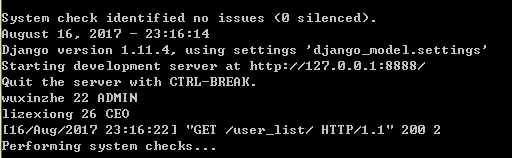 System check identified no issues (0 silenced).
August 16, 2017 - 23:16:14
Django version 1.11.4, using settings 'django_model.settings'
Starting development server at http://127.0.0.1:8888/
Quit the server with CTRL-BREAK.
wuxinzhe 22 ADMIN
lizexiong 26 CEO
[16/Aug/2017 23:16:22] "GET /user_list/ HTTP/1.1" 200 2
Performing system checks...